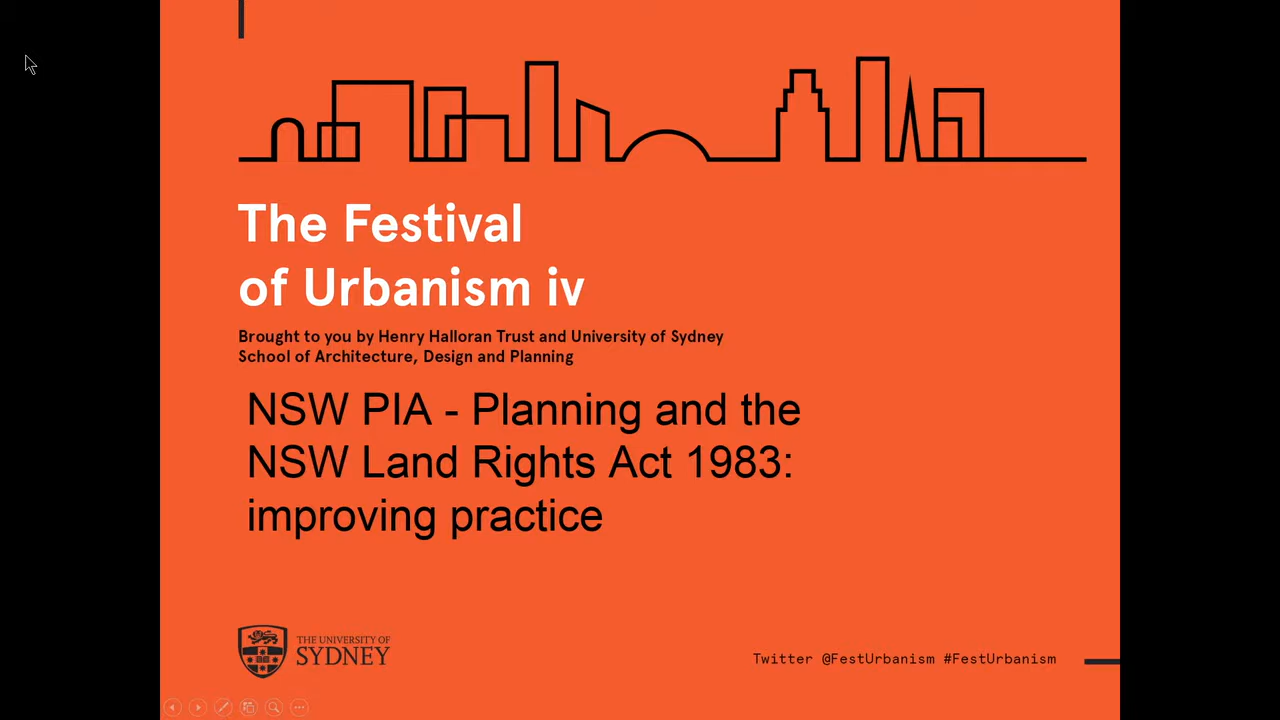 The Festival
of Urbanism iv
Brought to you by Henry Halloran Trust and University of Sydney
School of Architecture, Design and Planning
NSW PIA - Planning and the
NSW Land Rights Act 1983:
improving practice
THE UNIVERSITY OF
SYDNEY
Twitter @FestUrbanism #FestUrbanism